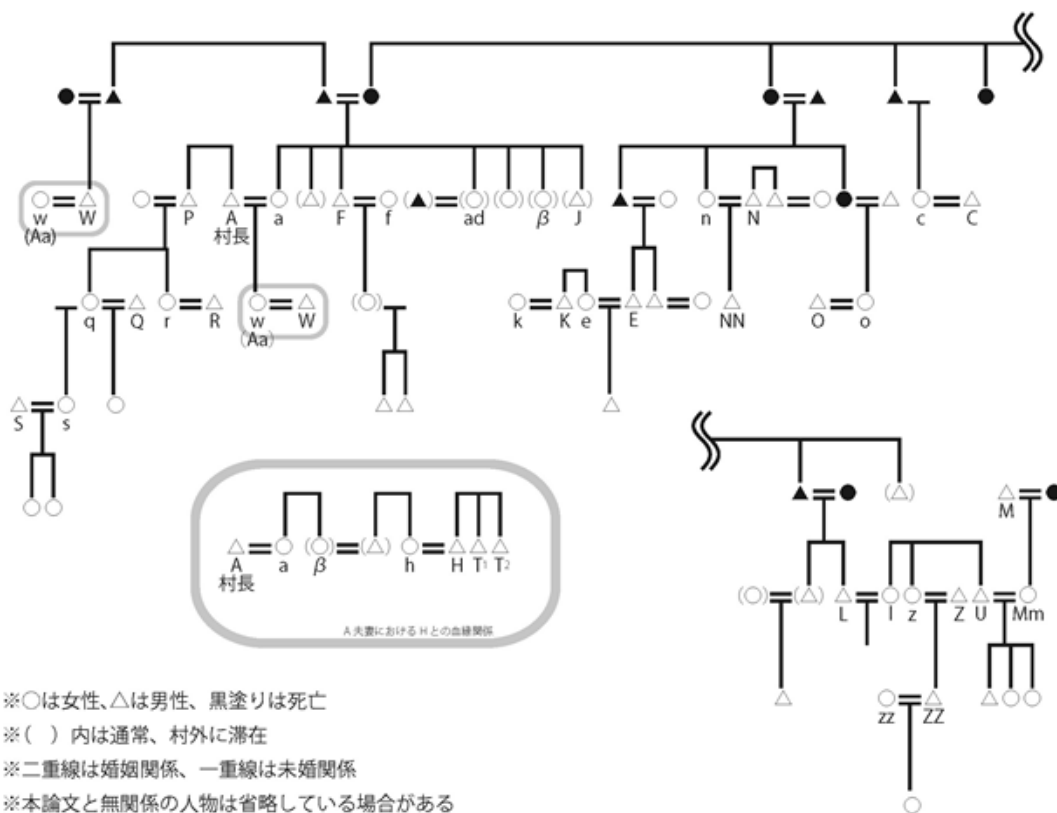 P A a F f ad β J n N c C
w W
(Aa) 村長
q Q r R w W k K e E NN O o
(Aa)
S s
M
A a β h H T1 T2
村長
L l z Z U Mm
A夫妻におけるHとの血縁関係
zz ZZ
※○は女性、△は男性、黒塗りは死亡
※( )内は通常、村外に滞在
※二重線は婚姻関係、一重線は未婚関係
※本論文と無関係の人物は省略している場合がある